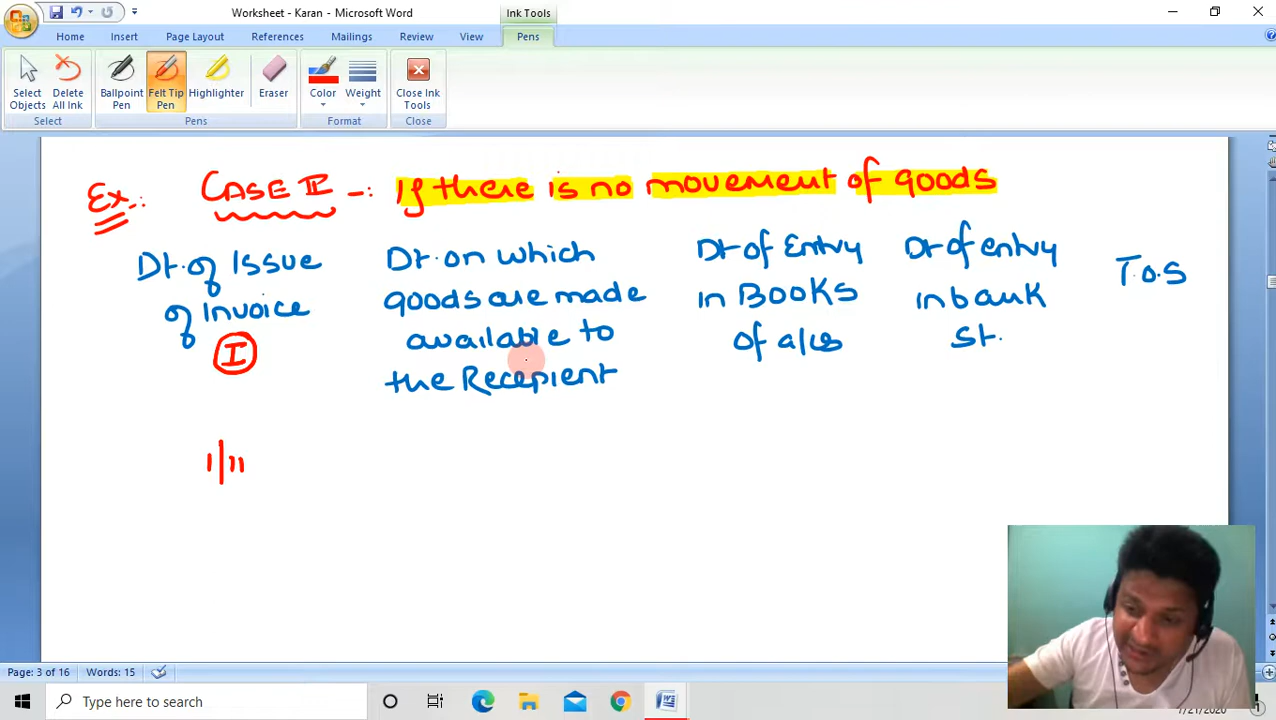 Worksheet - Karan - Microsoft Word
Ink Tools
Home Insert Page Layout References Mailings Review View Pens
Select Objects
Delete All Ink
Ballpoint Pen
Felt Tip Pen
Highlighter
Eraser
Color
Weight
Close Ink Tools
Select Pens Format Close
Ex.:
CASE II -: If there is no movement of goods
Dt. of Issue of Invoice
I
Dt. on which goods are made available to the Recepient
Dt of Entry in Books of a/cs
Dt of entry in bank st.
T.O.S
1/11
Page: 3 of 16 Words: 15
Type here to search
7/21/2020